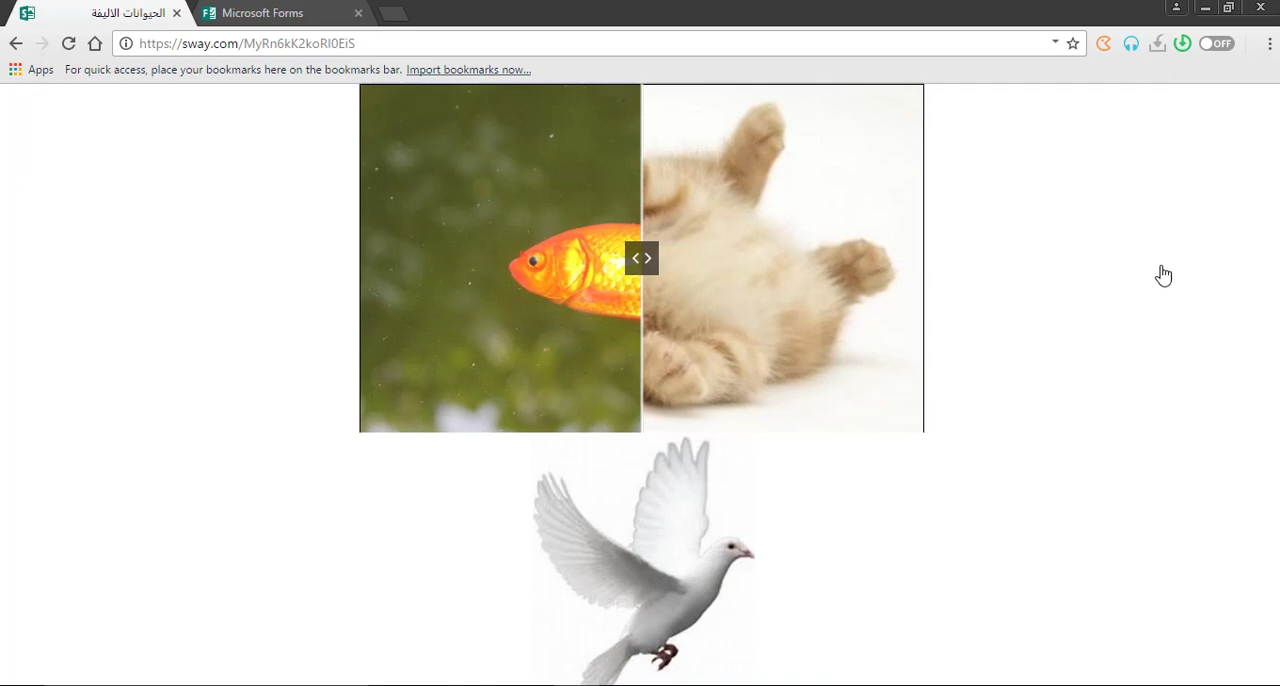 الحيوانات الاليفة
Microsoft Forms
https://sway.com/MyRn6kK2koRl0EiS
OFF
Apps
For quick access, place your bookmarks here on the bookmarks bar. Import bookmarks now...